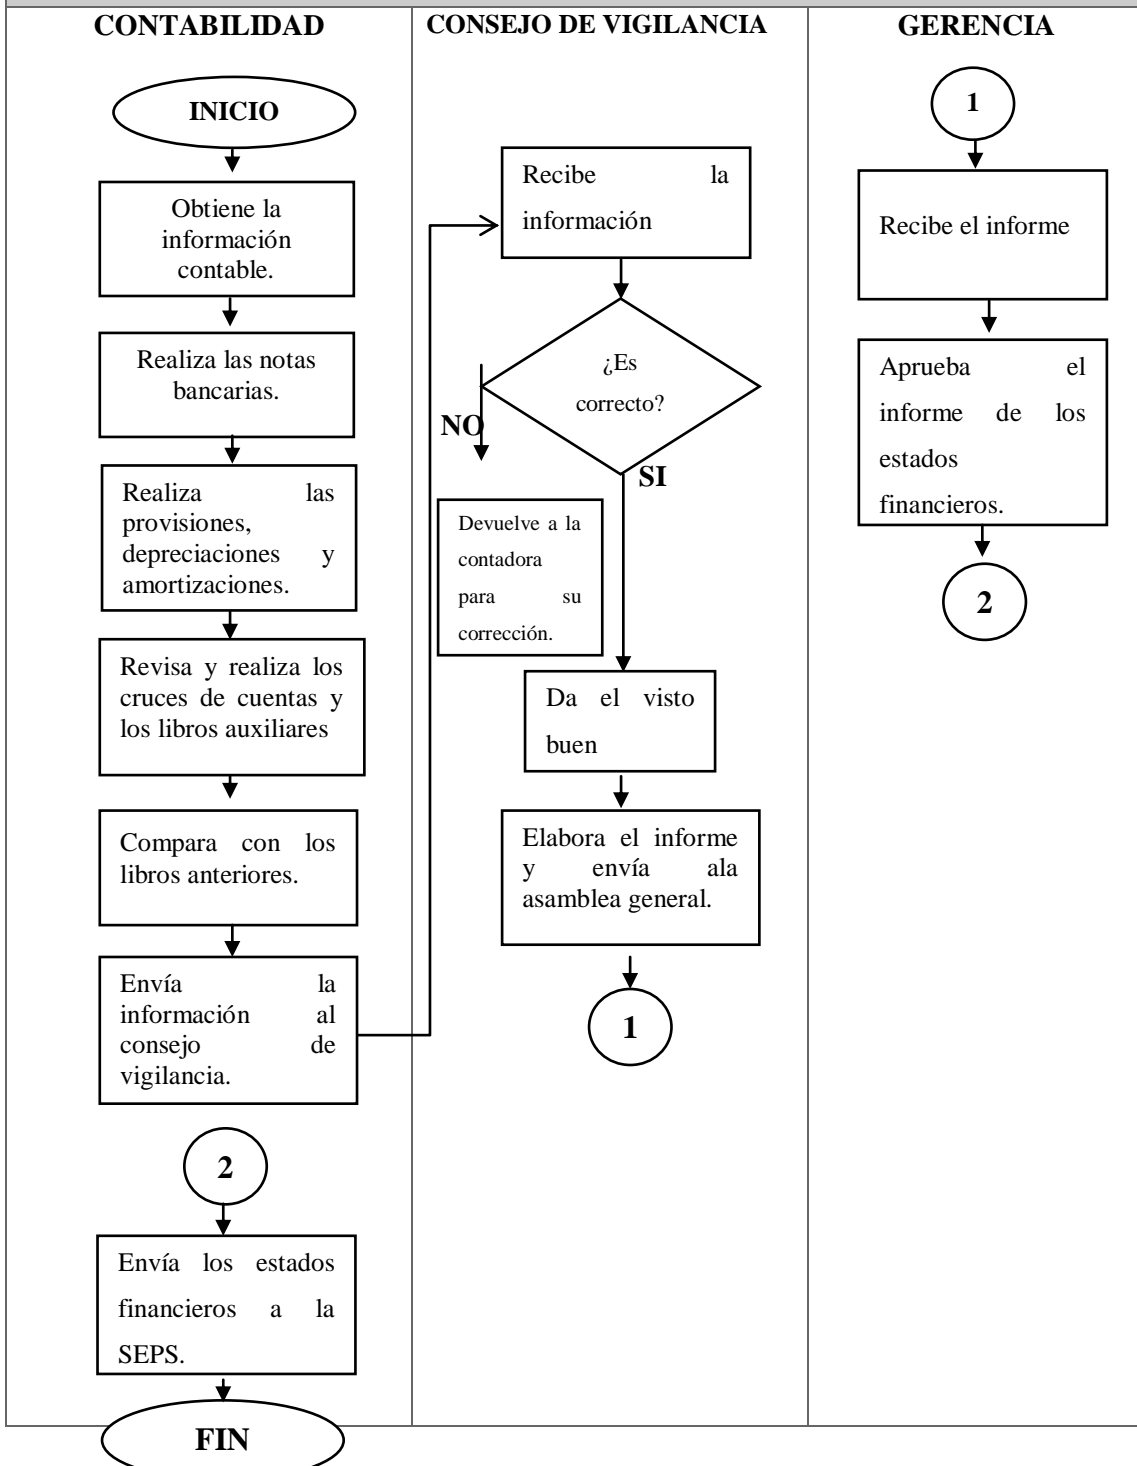 CONTABILIDAD
INICIO
Obtiene la
información
contable.
Realiza las notas
bancarias.
Realiza las
provisiones,
depreciaciones y
amortizaciones.
Revisa y realiza los
cruces de cuentas y
los libros auxiliares
Compara con los
libros anteriores.
Envía la
información al
consejo de
vigilancia.
2
Envía los estados
financieros a la
SEPS.
FIN
CONSEJO DE VIGILANCIA
Recibe la
información
¿Es
correcto?
NO
SI
Devuelve a la
contadora
para su
corrección.
Da el visto
buen
Elabora el informe
y envía ala
asamblea general.
1
GERENCIA
1
Recibe el informe
Aprueba el
informe de los
estados
financieros.
2